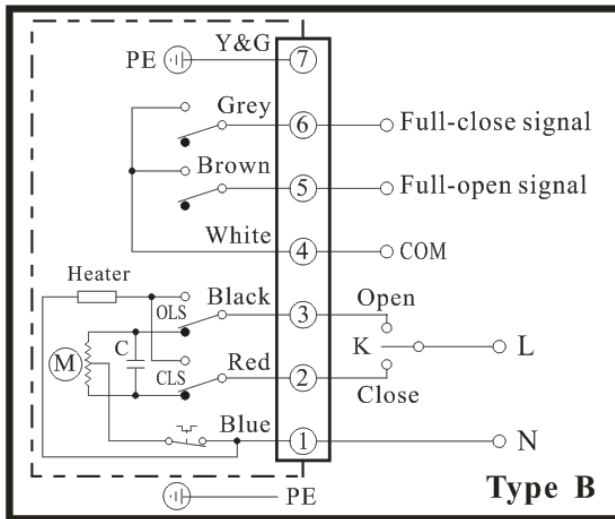 Y&G
PE 7
Grey
6 Full-close signal
Brown
5 Full-open signal
White
4 COM
Heater
OLS Black 3 Open
M C K L
CLS Red 2 Close
Blue 1 N
PE
Type B